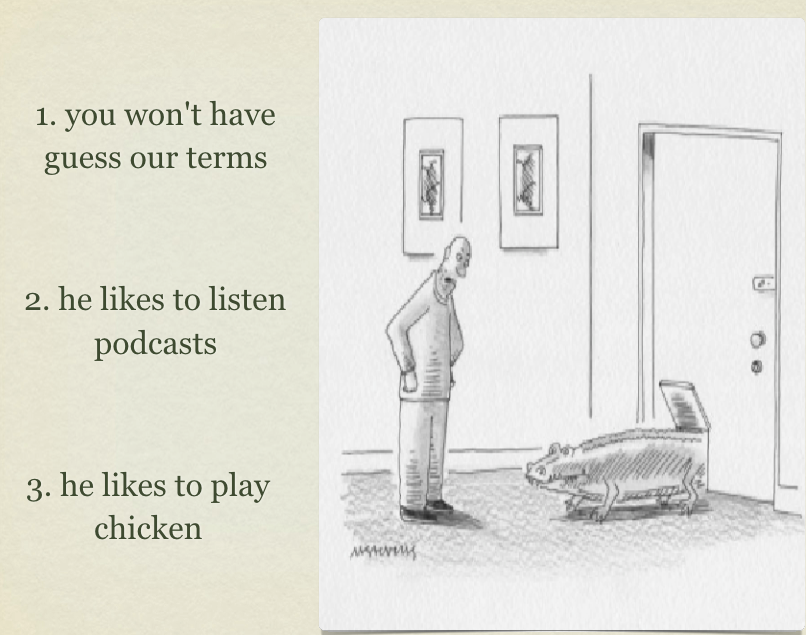 1. you won't have
guess our terms
2. he likes to listen
podcasts
3. he likes to play
chicken